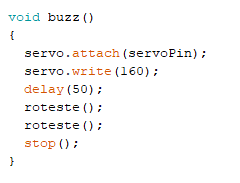 void buzz()
{
  servo.attach(servoPin);
  servo.write(160);
  delay(50);
  roteste();
  roteste();
  stop();
}